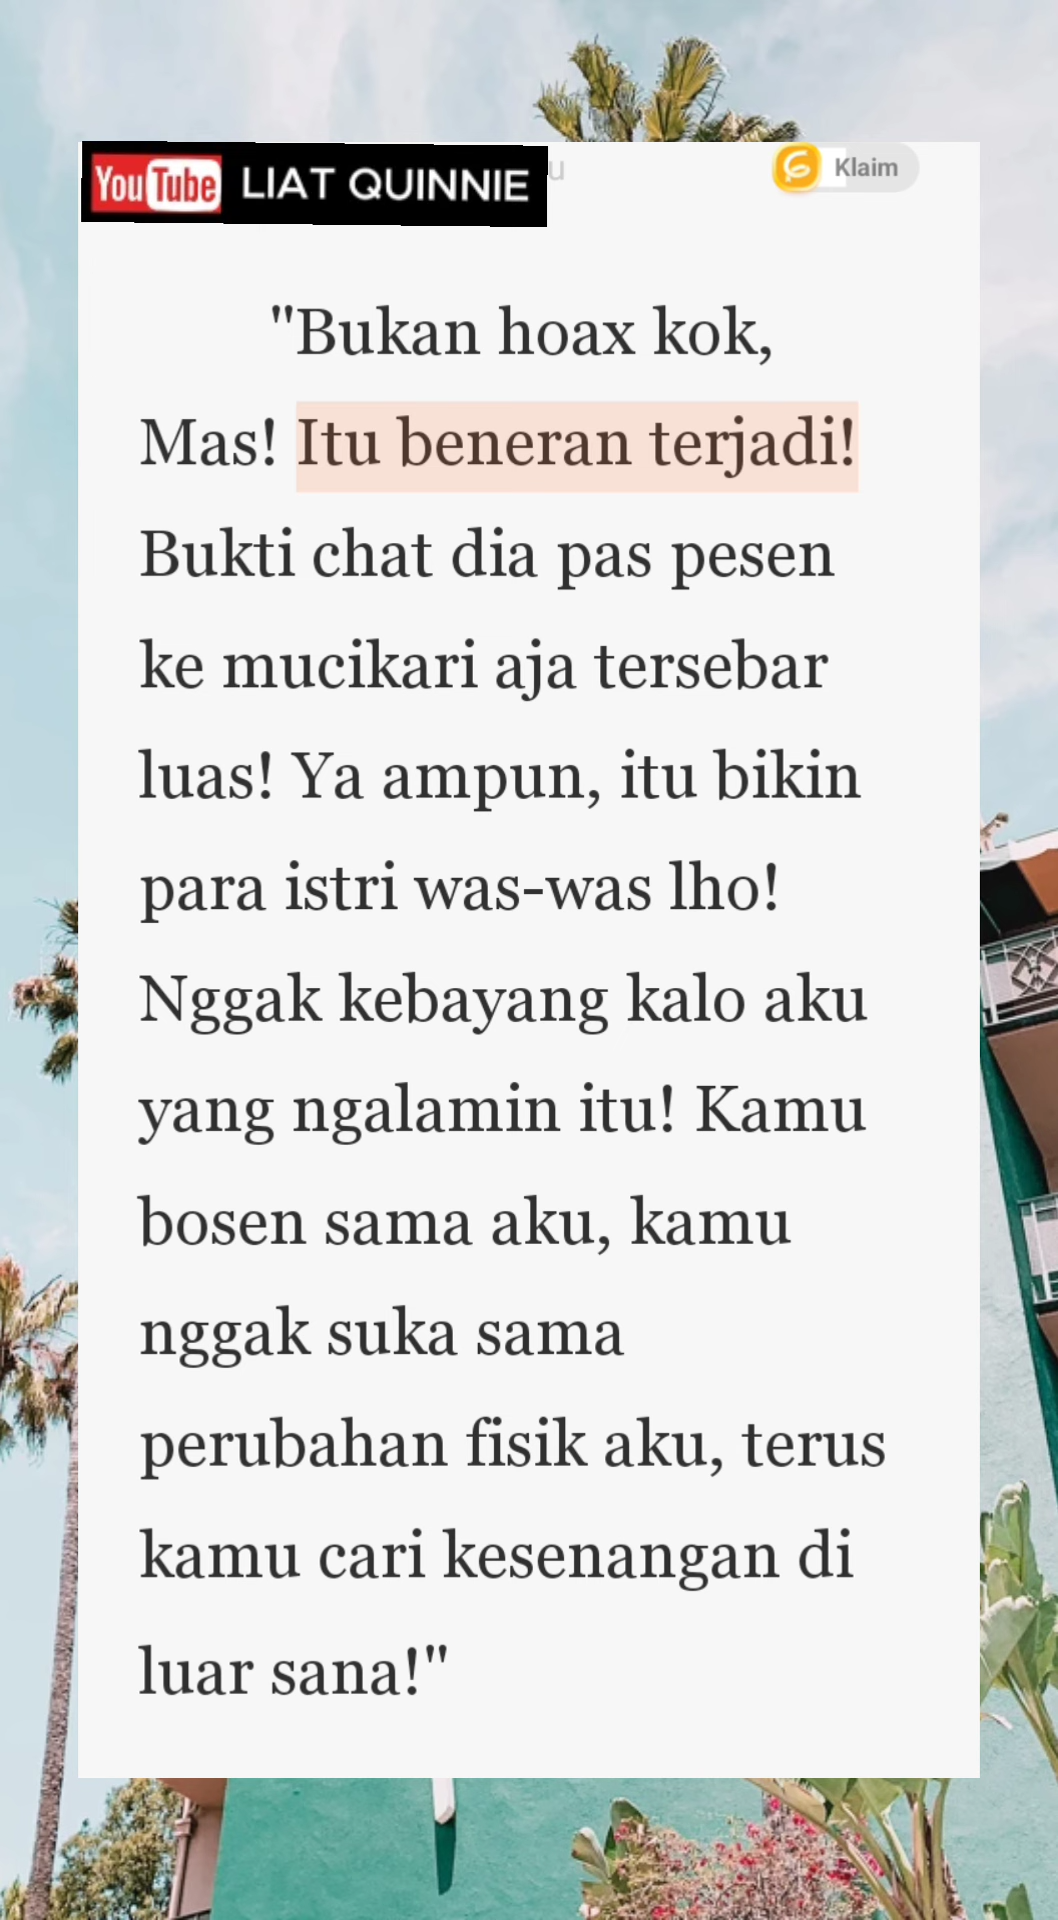 YouTube LIAT QUINNIE
Klaim
"Bukan hoax kok,
Mas! Itu beneran terjadi!
Bukti chat dia pas pesen
ke mucikari aja tersebar
luas! Ya ampun, itu bikin
para istri was-was lho!
Nggak kebayang kalo aku
yang ngalamin itu! Kamu
bosen sama aku, kamu
nggak suka sama
perubahan fisik aku, terus
kamu cari kesenangan di
luar sana!"